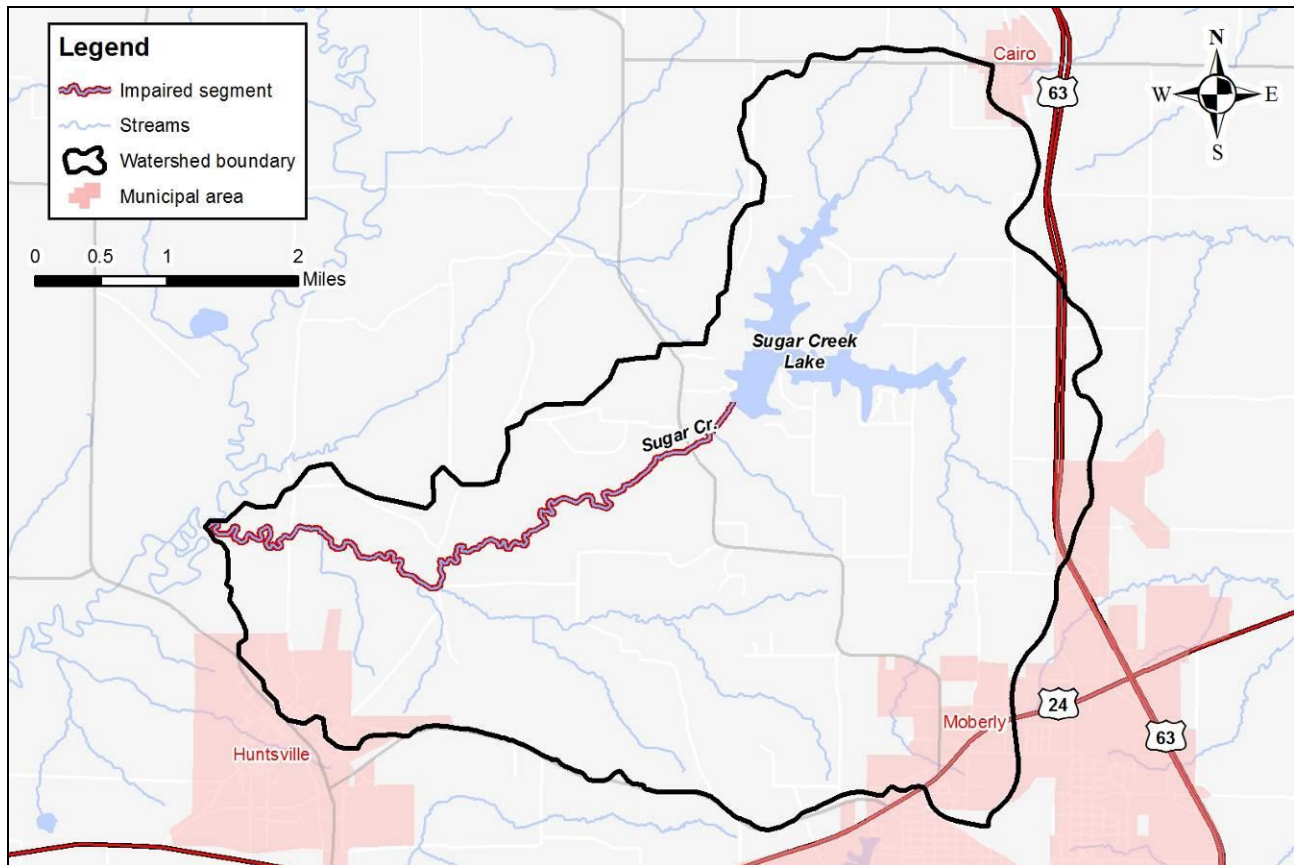 Legend
Impaired segment
Streams
Watershed boundary
Municipal area
0 0.5 1 2
Miles
N
W E
S
Cairo
63
Sugar Creek
Lake
Sugar Cr.
Huntsville
Moberly
24
63